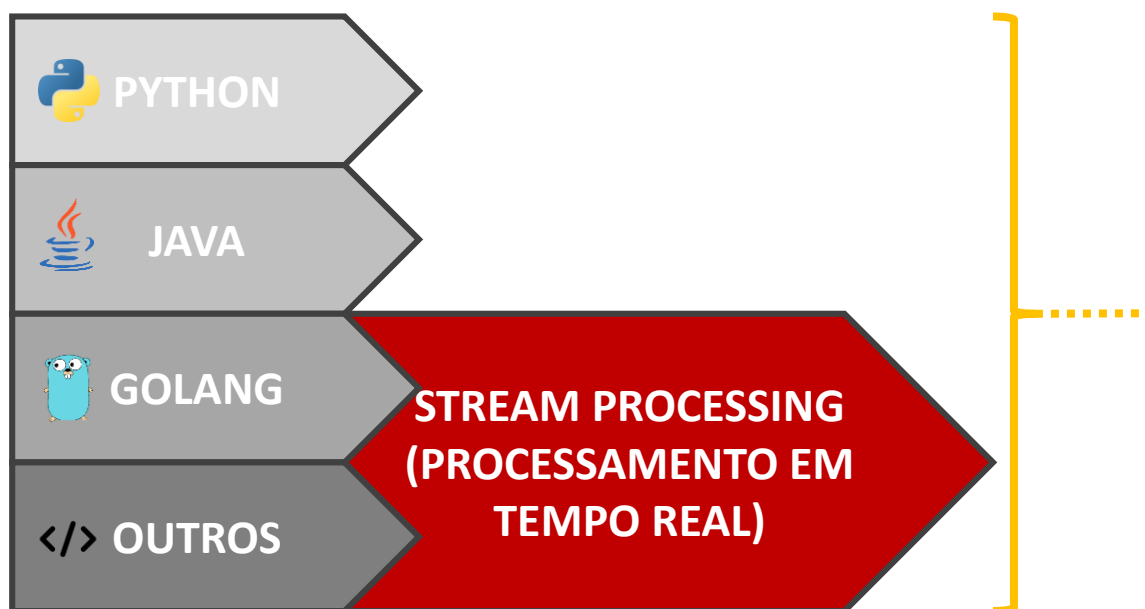 PYTHON
JAVA
GOLANG
</> OUTROS
STREAM PROCESSING
(PROCESSAMENTO EM
TEMPO REAL)